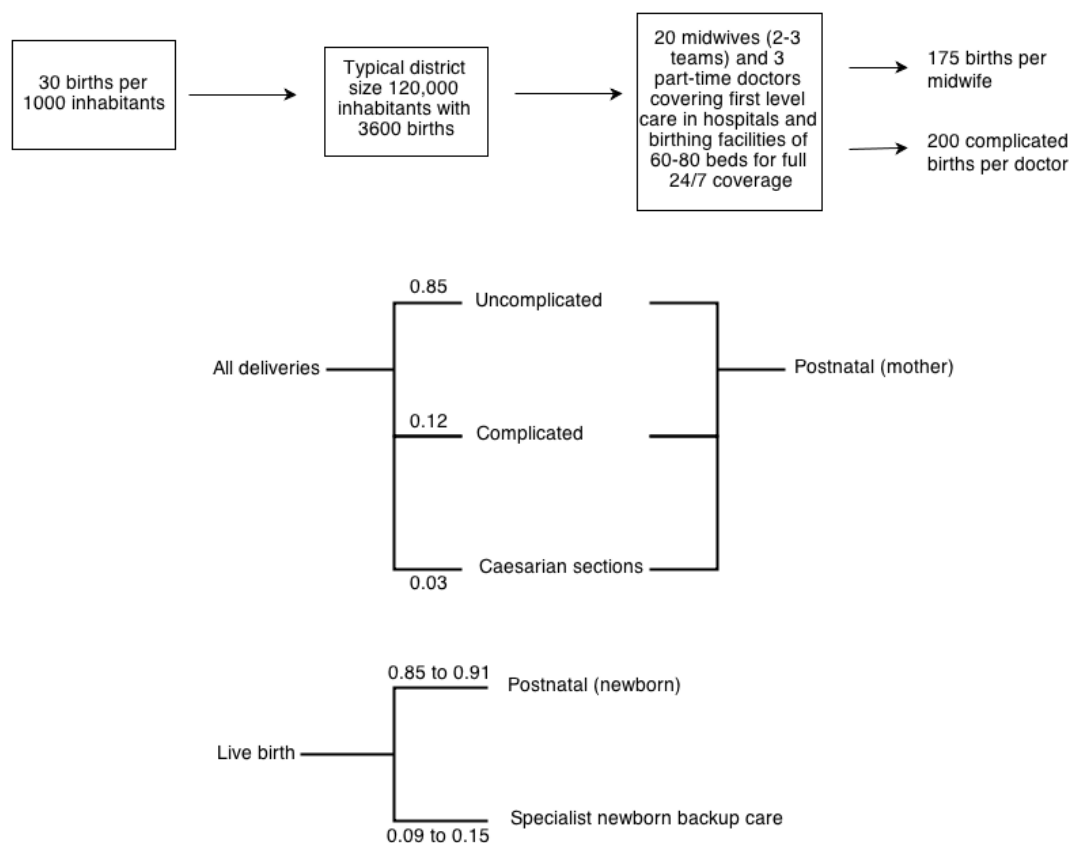 30 births per
1000 inhabitants
Typical district
size 120,000
inhabitants with
3600 births
20 midwives (2-3
teams) and 3
part-time doctors
covering first level
care in hospitals and
birthing facilities of
60-80 beds for full
24/7 coverage
175 births per
midwife
200 complicated
births per doctor
All deliveries
0.85
Uncomplicated
0.12
Complicated
0.03
Caesarian sections
Postnatal (mother)
Live birth
0.85 to 0.91
Postnatal (newborn)
0.09 to 0.15
Specialist newborn backup care